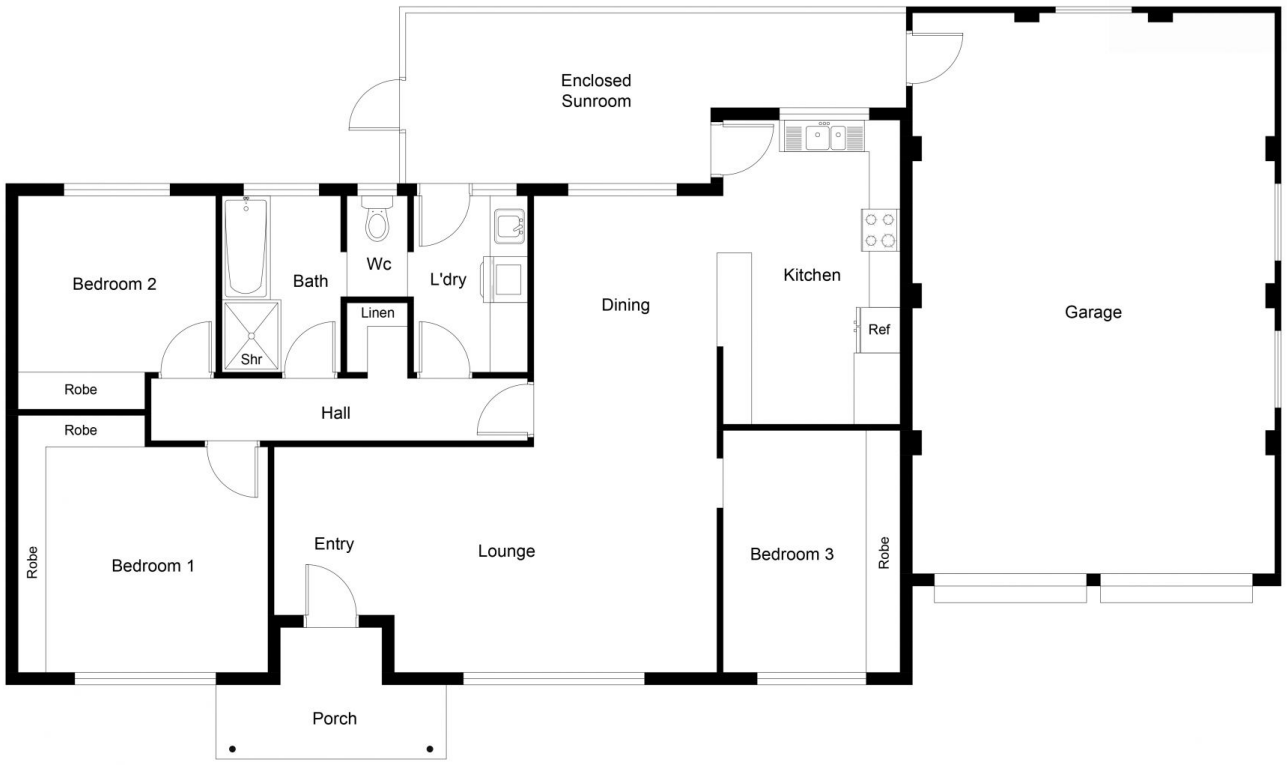 Enclosed
Sunroom
Bedroom 2
Bath
Wc
L'dry
Kitchen
Dining
Linen
Garage
Ref
Shr
Robe
Hall
Robe
Entry
Lounge
Bedroom 3
Robe
Robe
Bedroom 1
Porch